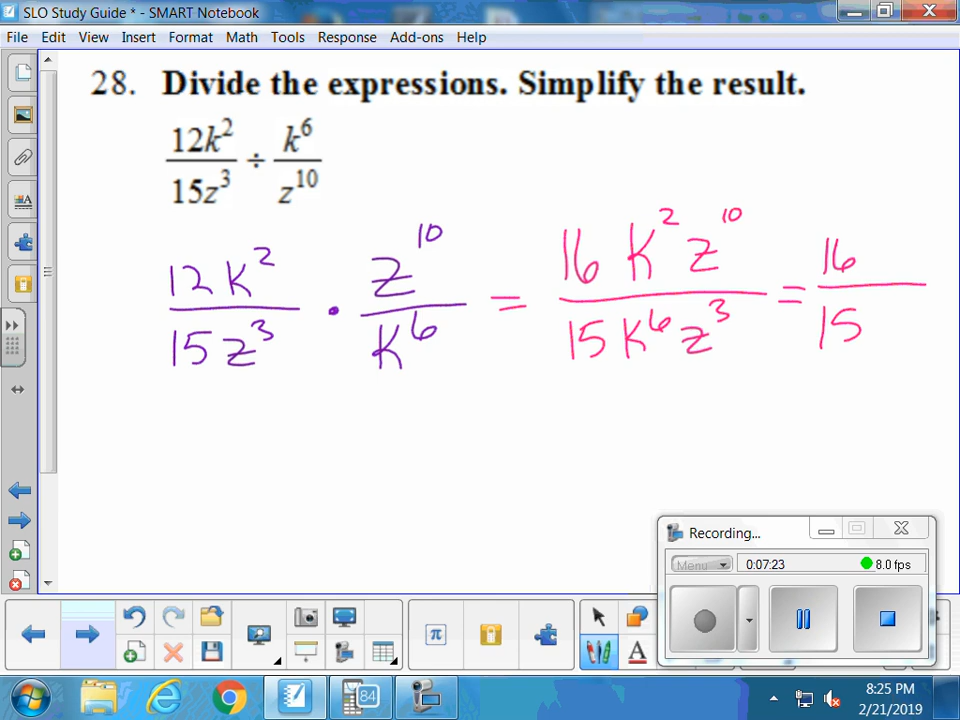 SLO Study Guide * - SMART Notebook
File Edit View Insert Format Math Tools Response Add-ons Help
28. Divide the expressions. Simplify the result.
12k² / 15z³ ÷ k⁶ / z¹⁰
12k² / 15z³ · z¹⁰ / k⁶ = 16k²z¹⁰ / 15k⁶z³ = 16 / 15
Recording...
Menu 0:07:23 8.0 fps
π A
84
8:25 PM
2/21/2019